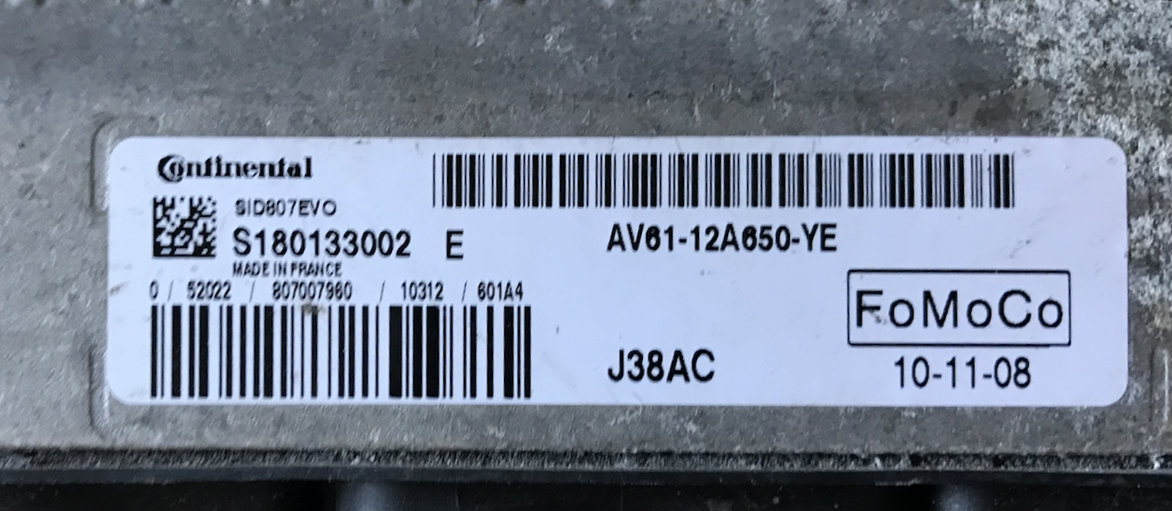 Continental
SID807EVO
S180133002 E
MADE IN FRANCE
0 / 52022 / 807007960 / 10312 / 601A4
AV61-12A650-YE
FoMoCo
J38AC
10-11-08